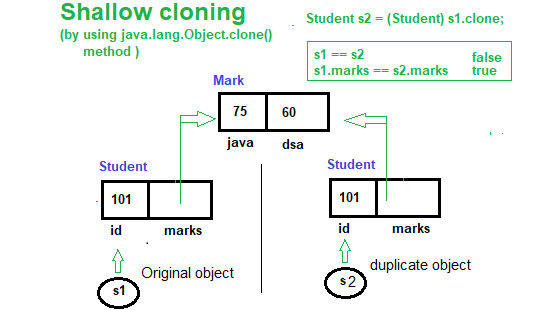 Shallow cloning
(by using java.lang.Object.clone()
method )
Student s2 = (Student) s1.clone;
s1 == s2 false
s1.marks == s2.marks true
Mark
75 60
java dsa
Student
101
id marks
Original object
s1
Student
101
id marks
duplicate object
s2